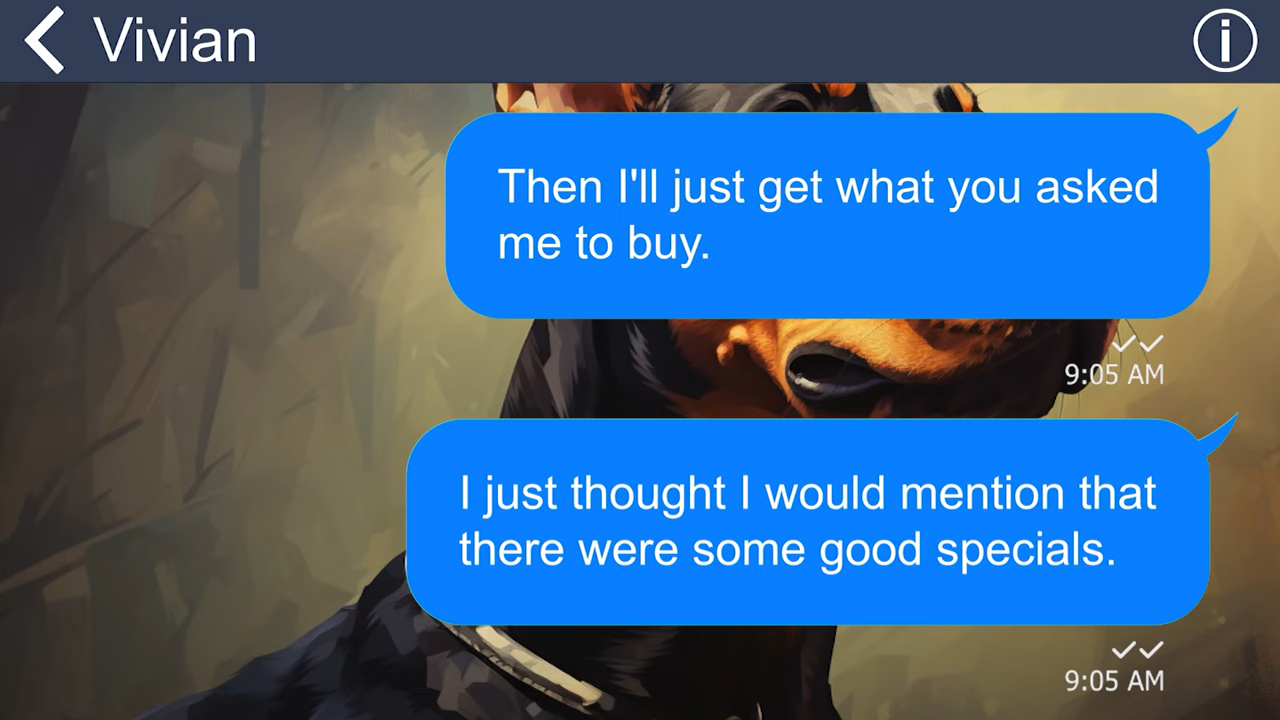 Vivian
Then I'll just get what you asked
me to buy.
9:05 AM
I just thought I would mention that
there were some good specials.
9:05 AM